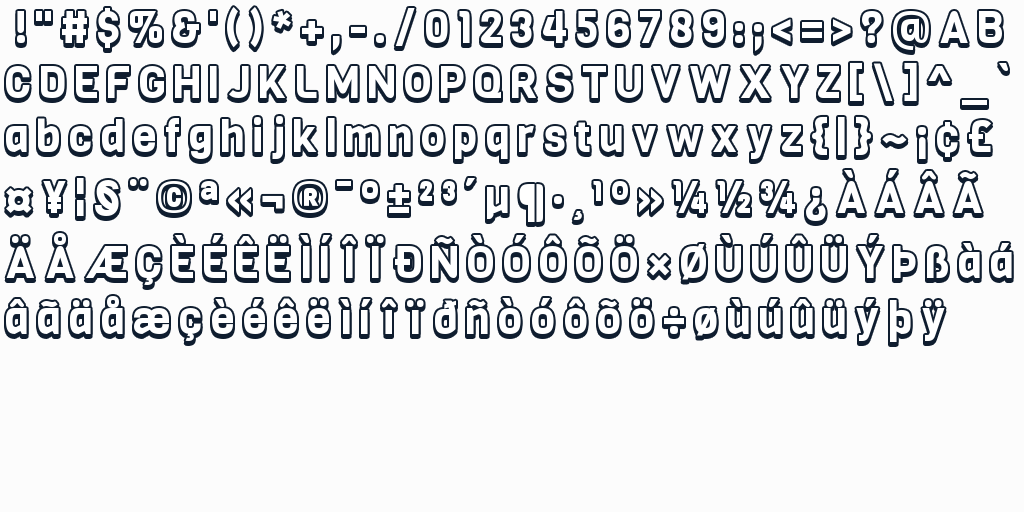 !"#$%&'()*+,-./0123456789:;<=>?@AB
CDEFGHIJKLMNOPQRSTUVWXYZ[\]^_`
abcdefghijklmnopqrstuvwxyz{|}~¡¢£
¤¥¦§¨©ª«¬®¯º±²³´µ¶·¸¹º»¼½¾¿ÀÁÂÃ
ÄÅÆÇÈÉÊËÌÍÎÏÐÑÒÓÔÕÖ×ØÙÚÛÜÝÞßàá
âãäåæçèéêëìíîïðñòóôõö÷øùúûüýþÿ